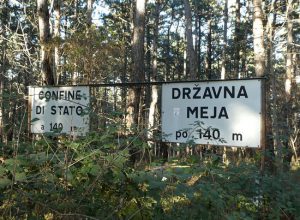 CONFINE
DI STATO
a 140 m
DRŽAVNA
MEJA
po 140 m